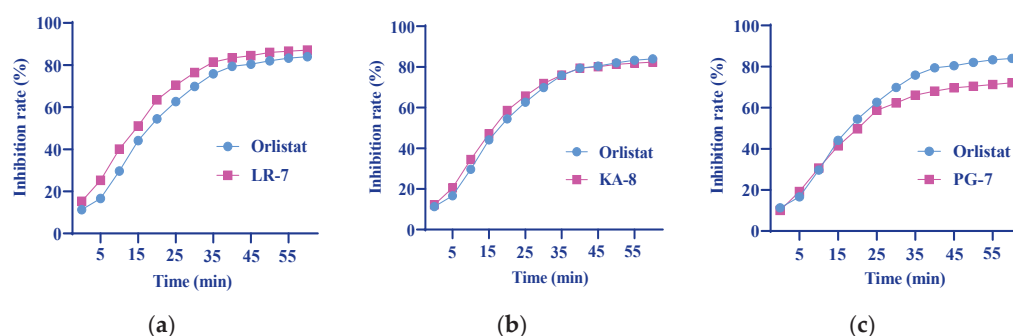 100
80
60
40
20
0
Inhibition rate (%)
Orlistat
LR-7
5 15 25 35 45 55
Time (min)
(a)
100
80
60
40
20
0
Inhibition rate (%)
Orlistat
KA-8
5 15 25 35 45 55
Time (min)
(b)
100
80
60
40
20
0
Inhibition rate (%)
Orlistat
PG-7
5 15 25 35 45 55
Time (min)
(c)